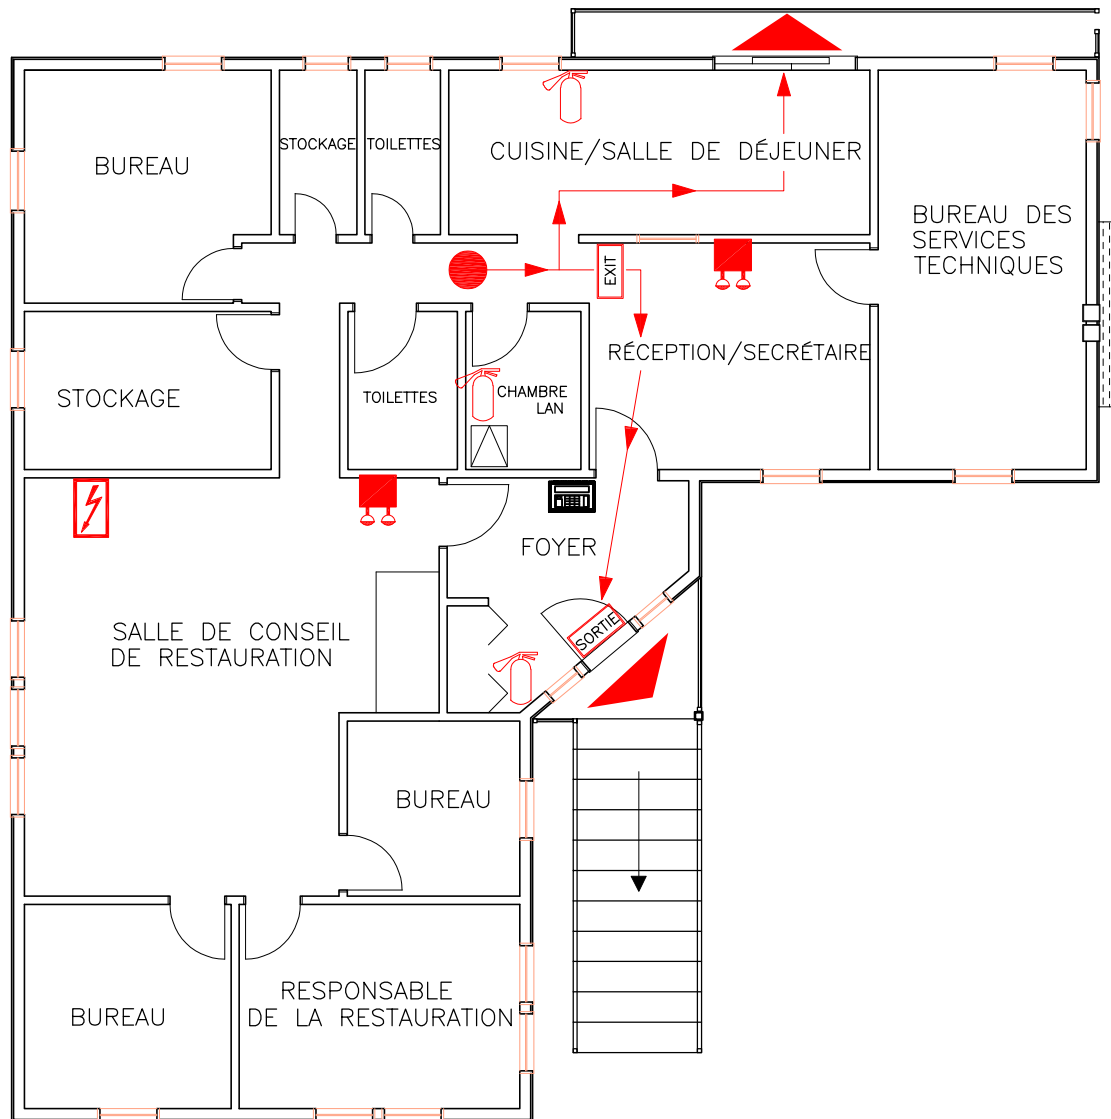 STOCKAGE
TOILETTES
CUISINE/SALLE DE DÉJEUNER
BUREAU
BUREAU DES
SERVICES
TECHNIQUES
EXIT
RÉCEPTION/SECRÉTAIRE
STOCKAGE
TOILETTES
CHAMBRE
LAN
FOYER
SALLE DE CONSEIL
DE RESTAURATION
SORTIE
BUREAU
RESPONSABLE
DE LA RESTAURATION
BUREAU